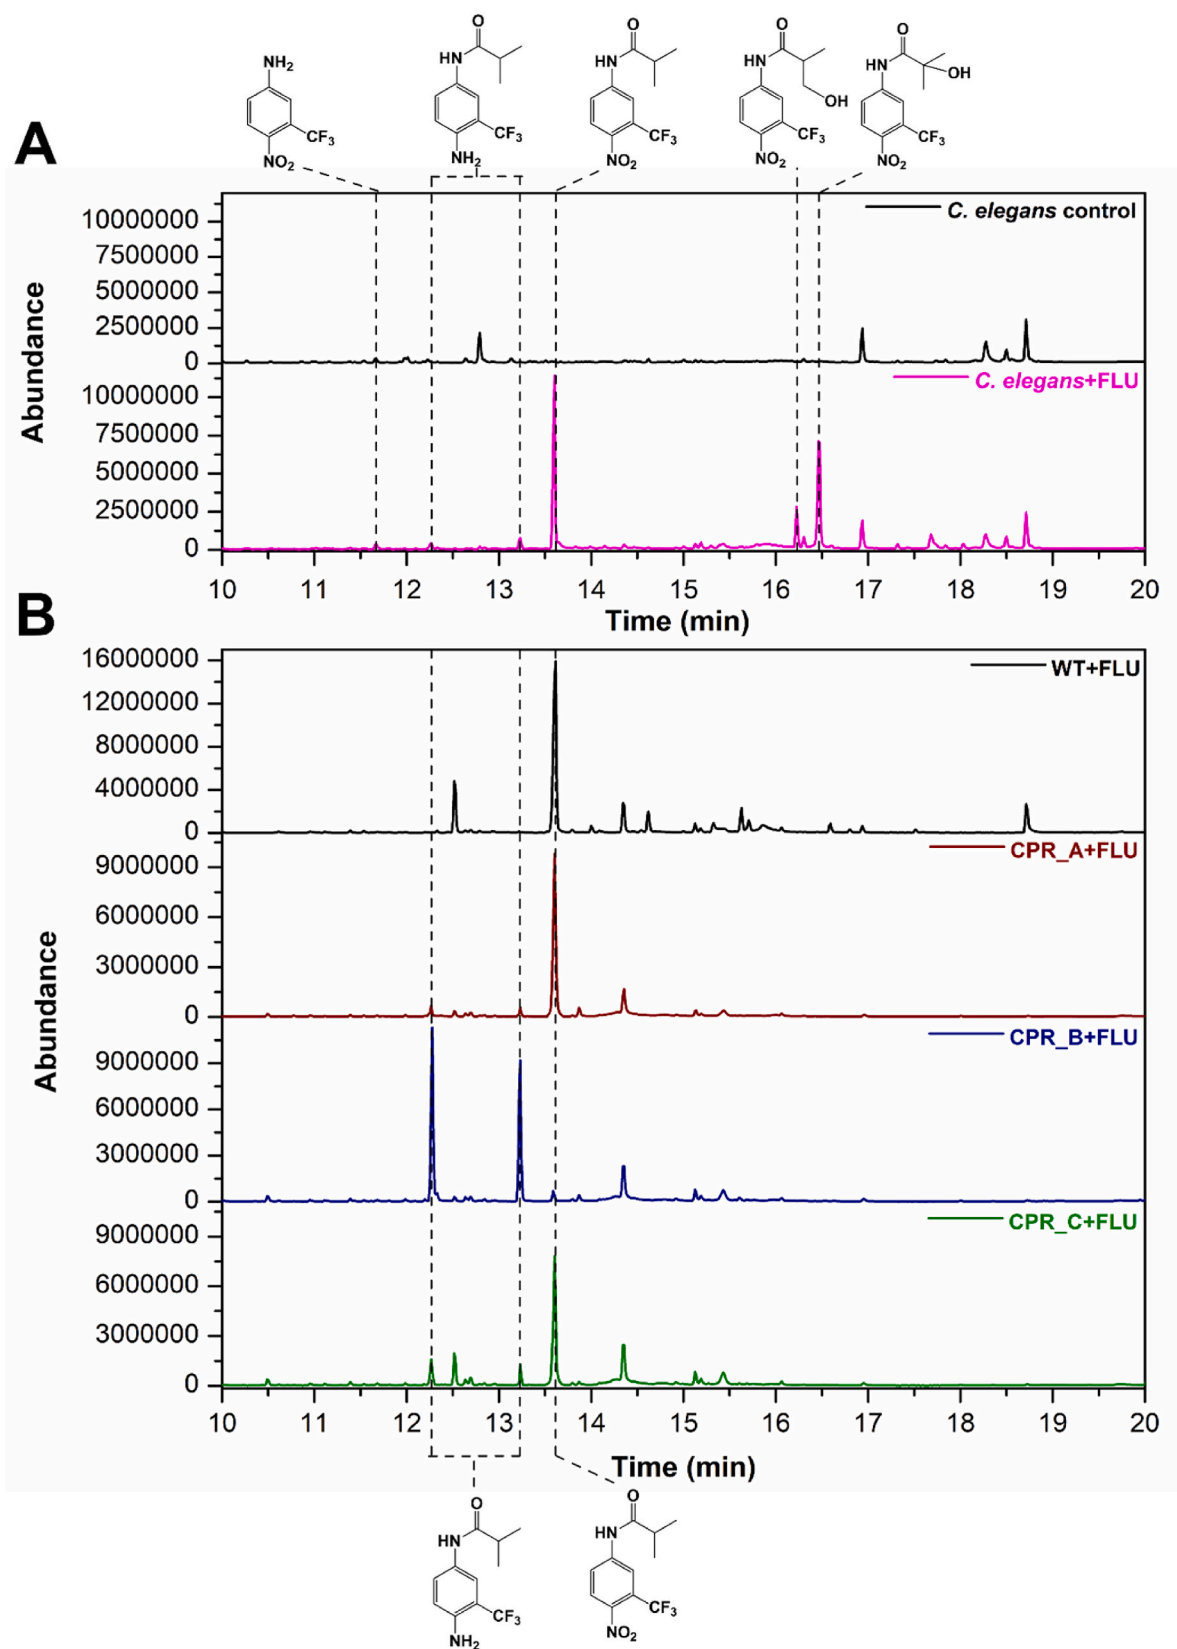 O
O
O
O
O
NH₂
HN
HN
HN
HN
OH
OH
CF₃
CF₃
CF₃
CF₃
CF₃
NO₂
NH₂
NO₂
NO₂
NO₂
A
Abundance
10000000
7500000
5000000
2500000
0
C. elegans control
10000000
7500000
5000000
2500000
0
C. elegans+FLU
10 11 12 13 14 15 16 17 18 19 20
Time (min)
B
Abundance
16000000
12000000
8000000
4000000
0
WT+FLU
9000000
6000000
3000000
0
CPR_A+FLU
9000000
6000000
3000000
0
CPR_B+FLU
9000000
6000000
3000000
0
CPR_C+FLU
10 11 12 13 14 15 16 17 18 19 20
Time (min)
O
O
HN
HN
CF₃
CF₃
NH₂
NO₂